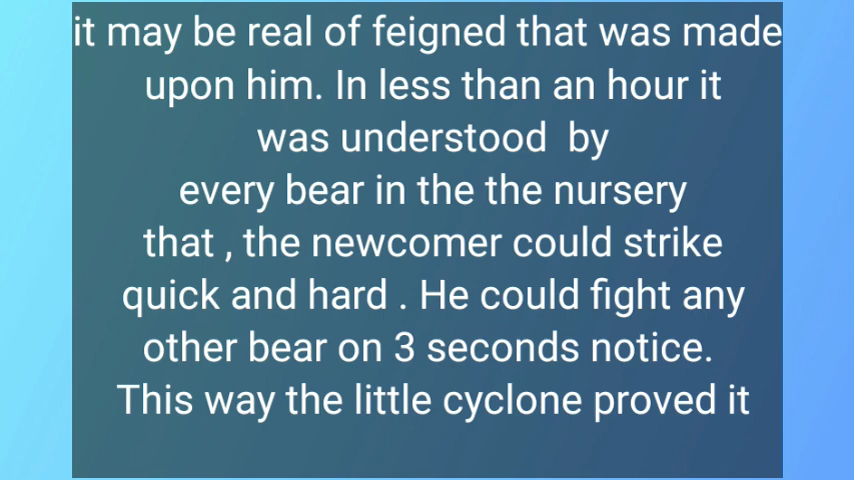 it may be real of feigned that was made
upon him. In less than an hour it
was understood  by
every bear in the the nursery
that , the newcomer could strike
quick and hard . He could fight any
other bear on 3 seconds notice.
This way the little cyclone proved it